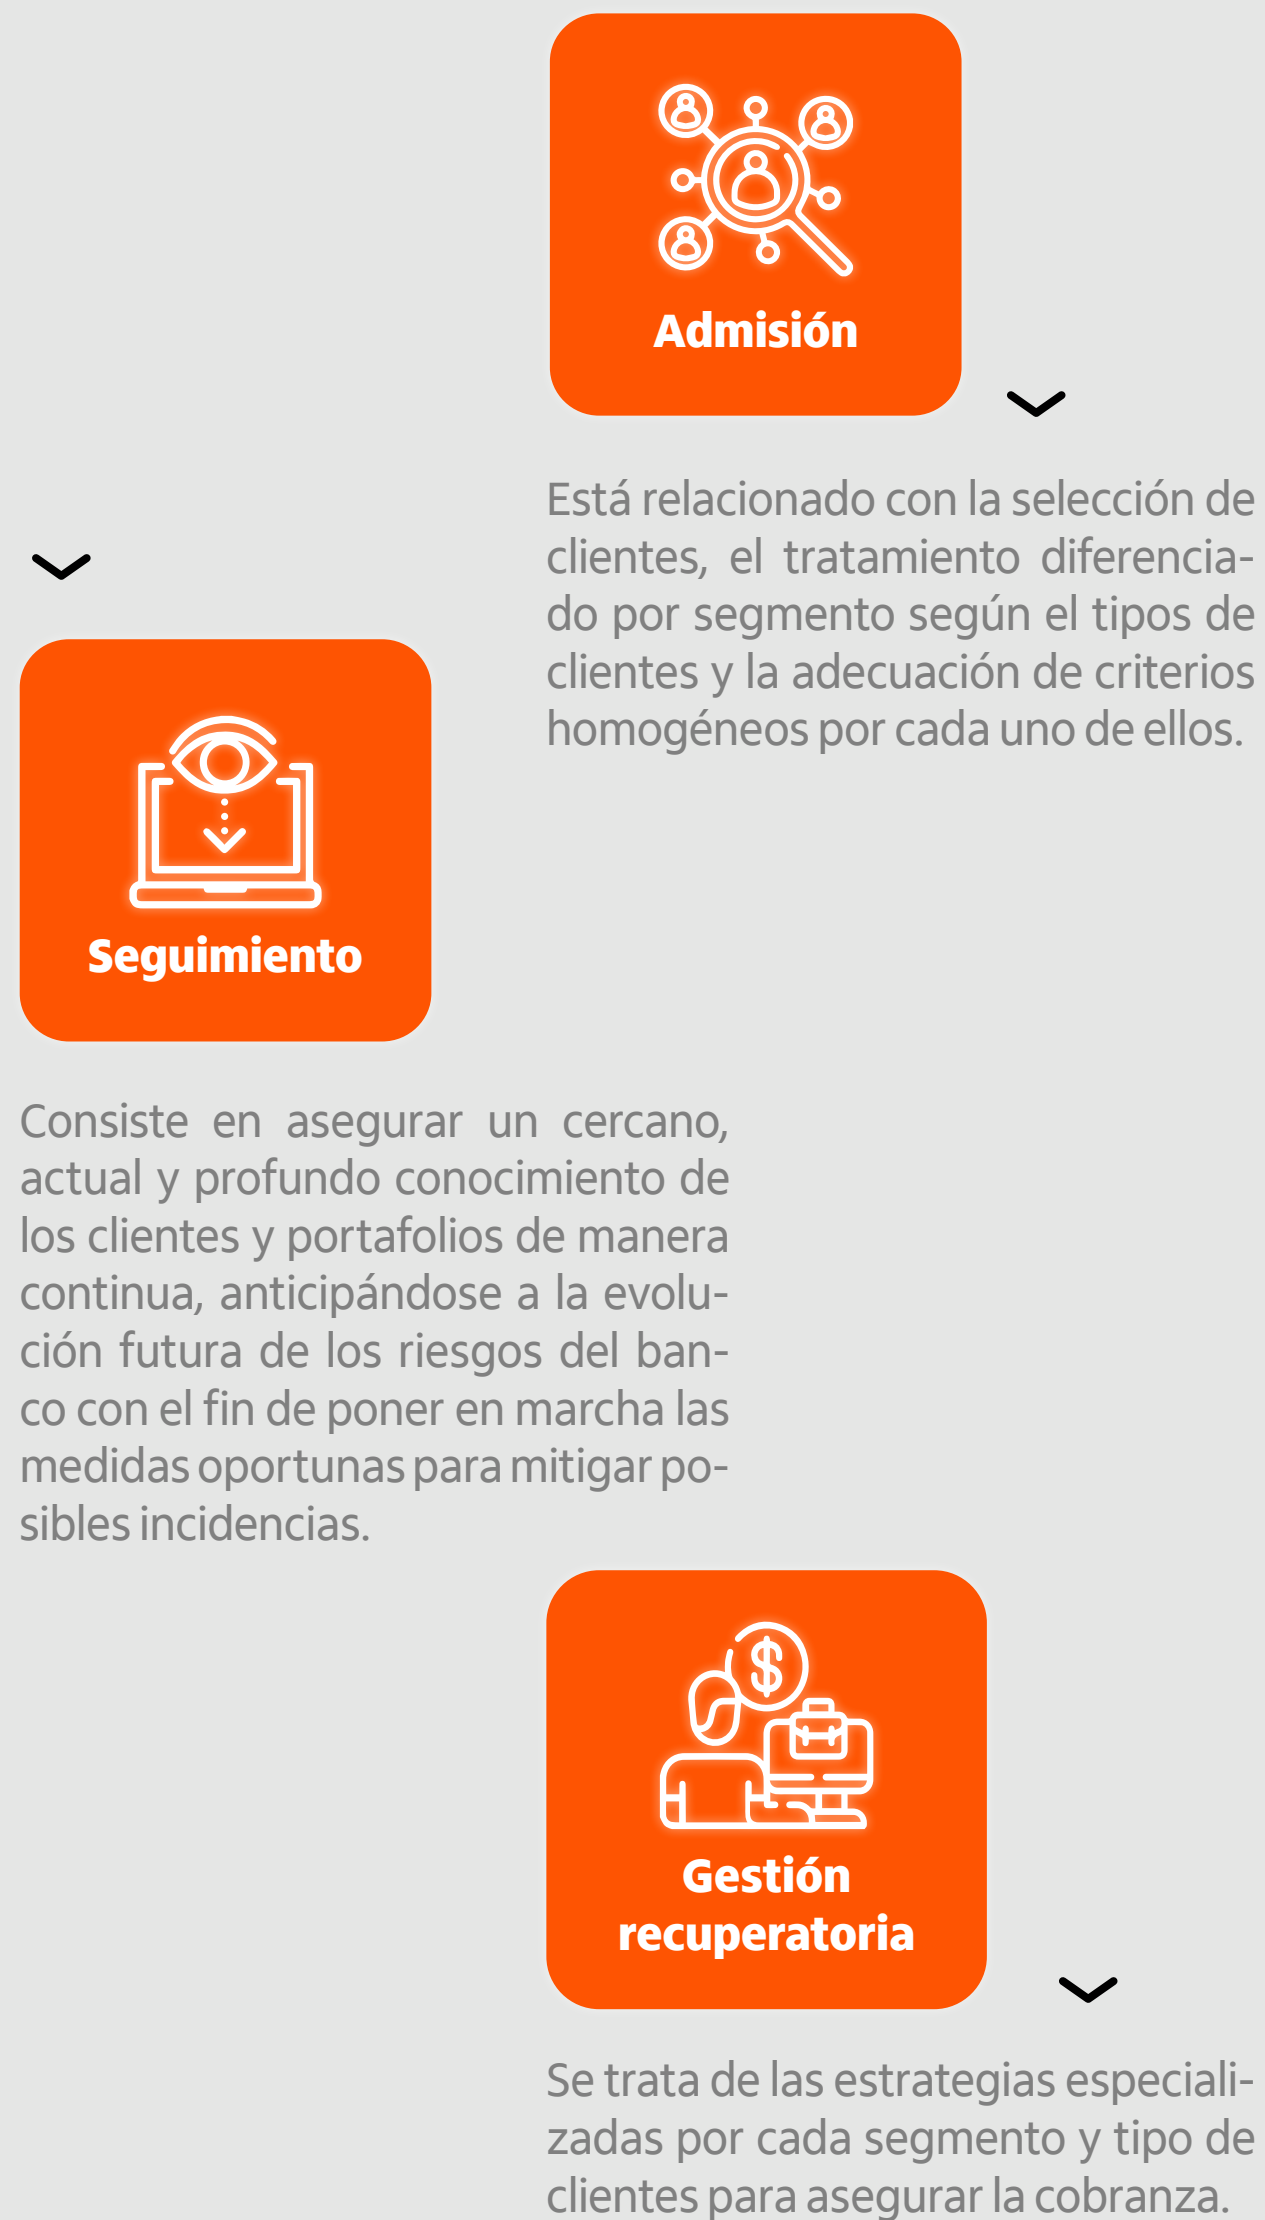 Admisión
Está relacionado con la selección de
clientes, el tratamiento diferencia-
do por segmento según el tipos de
clientes y la adecuación de criterios
homogéneos por cada uno de ellos.
Seguimiento
Consiste en asegurar un cercano,
actual y profundo conocimiento de
los clientes y portafolios de manera
continua, anticipándose a la evolu-
ción futura de los riesgos del ban-
co con el fin de poner en marcha las
medidas oportunas para mitigar po-
sibles incidencias.
$
Gestión
recuperatoria
Se trata de las estrategias especiali-
zadas por cada segmento y tipo de
clientes para asegurar la cobranza.